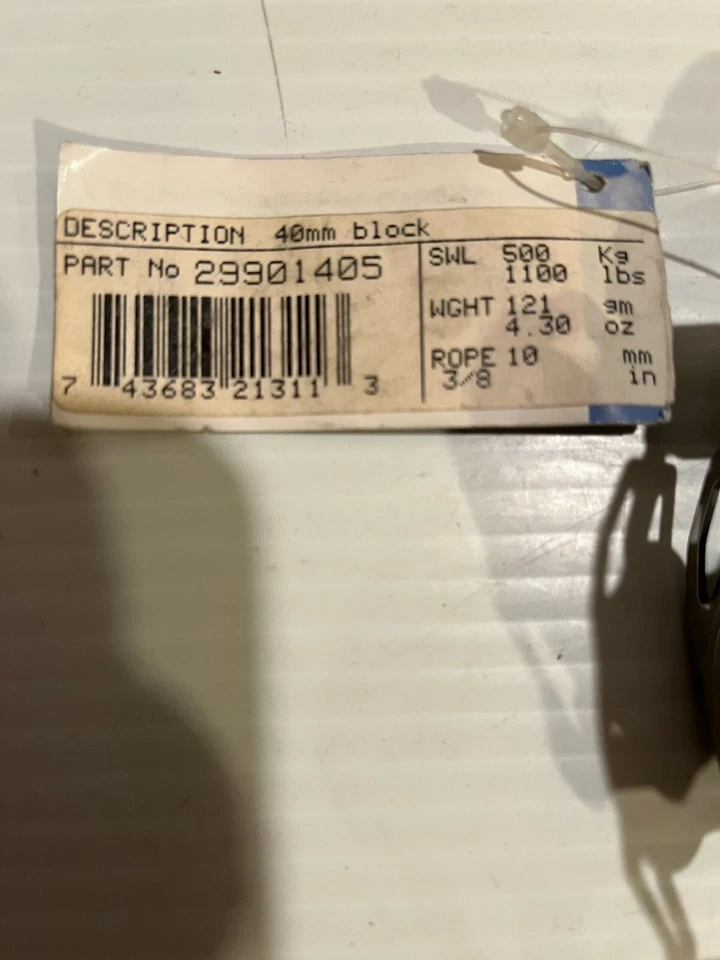 DESCRIPTION 40mm block
PART No 29901405
7 43683 21311 3
SWL 500 Kg
1100 lbs
WGHT 121 gm
4.30 oz
ROPE 10 mm
3/8 in